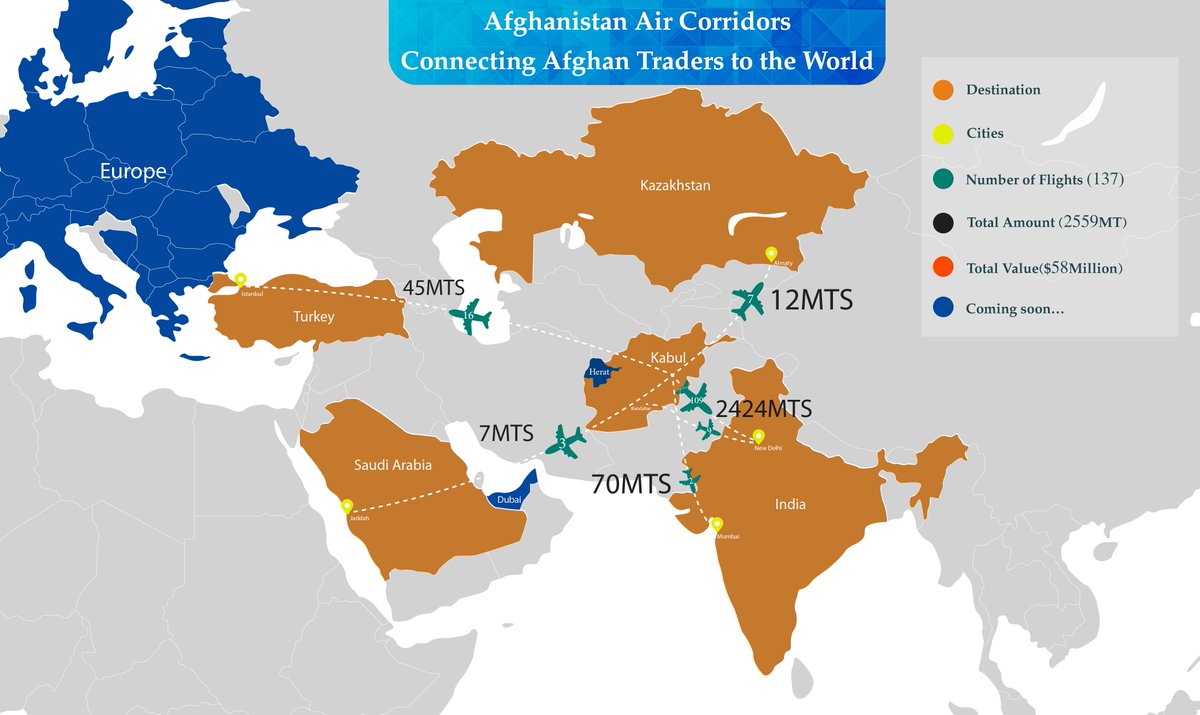 Afghanistan Air Corridors
Connecting Afghan Traders to the World
Destination
Cities
Number of Flights (137)
Total Amount (2559MT)
Total Value($58Million)
Coming soon...
Europe
Kazakhstan
Almaty
45MTS
Istanbul
Turkey
16
7
12MTS
Kabul
Herat
109
2424MTS
Kandahar
9
New Delhi
7MTS
3
Saudi Arabia
70MTS
2
Dubai
India
Jaddah
Mumbai